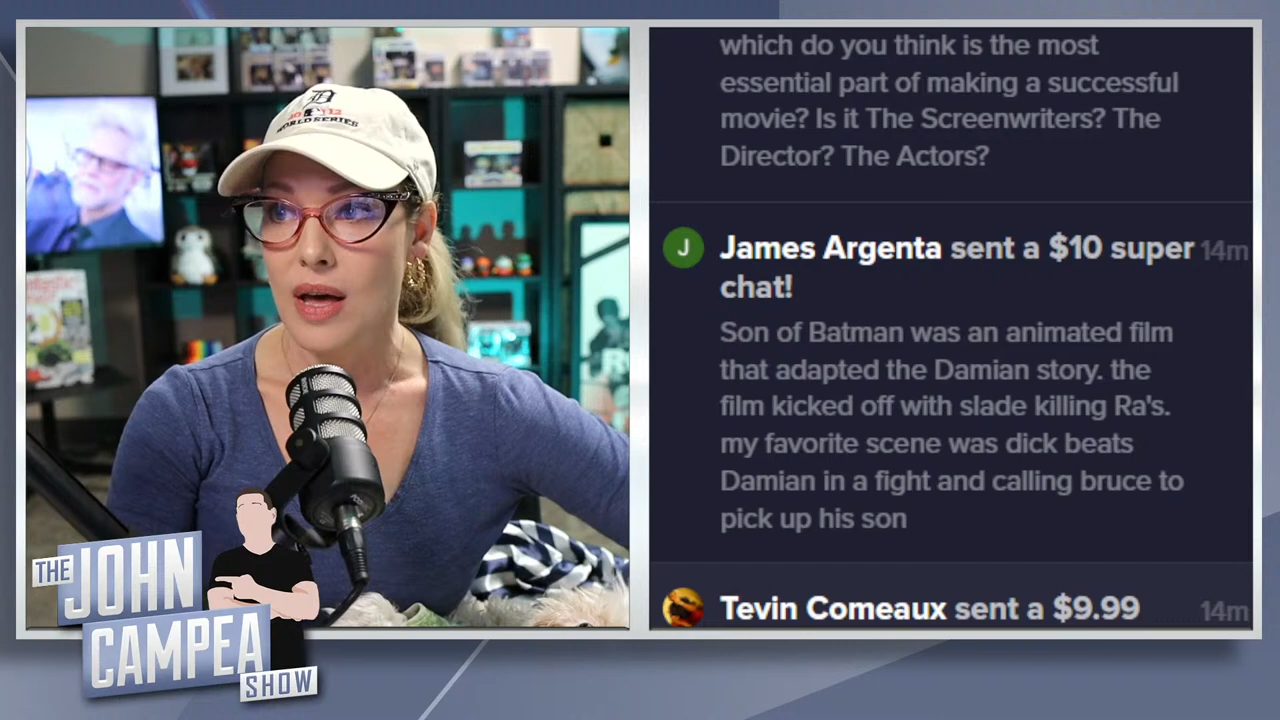 which do you think is the most
essential part of making a successful
movie? Is it The Screenwriters? The
Director? The Actors?
J
James Argenta sent a $10 super 14m
chat!
Son of Batman was an animated film
that adapted the Damian story. the
film kicked off with slade killing Ra's.
my favorite scene was dick beats
Damian in a fight and calling bruce to
pick up his son
Tevin Comeaux sent a $9.99 14m
D
2012
WORLD SERIES
THE
JOHN
CAMPEA
SHOW